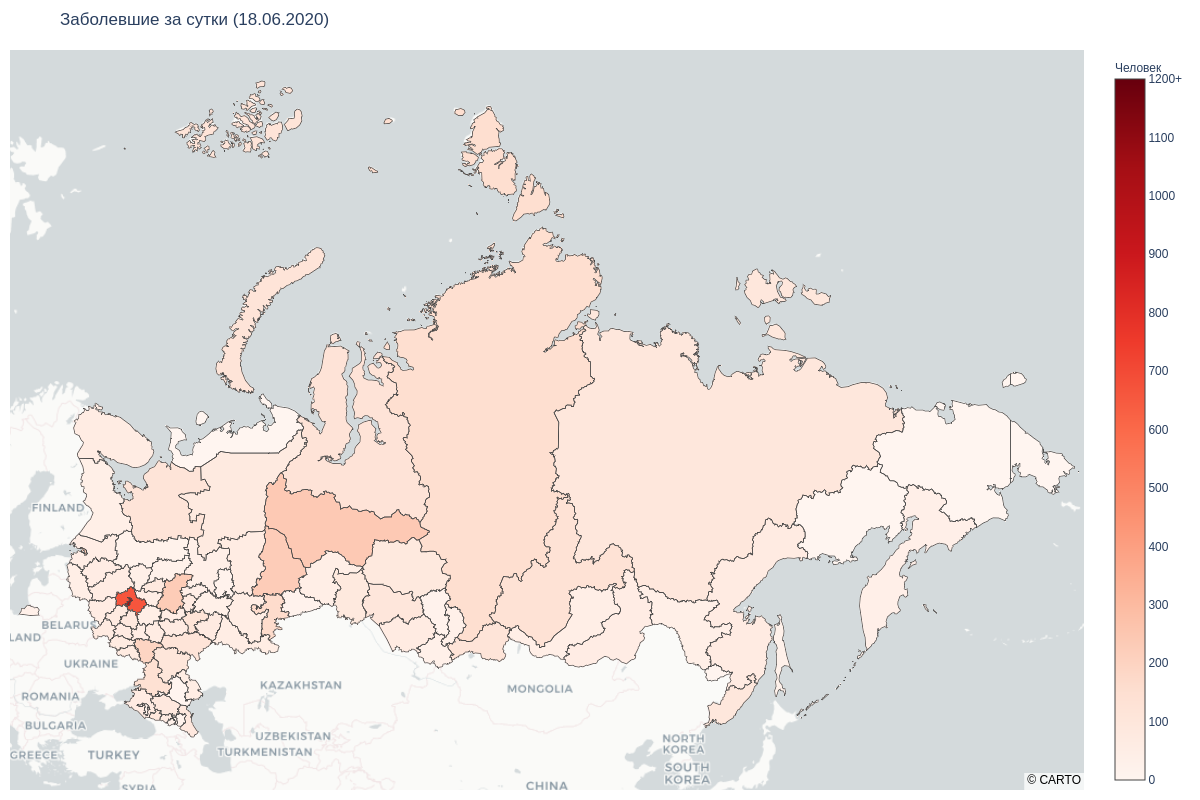 Заболевшие за сутки (18.06.2020)
Человек
1200+
1100
1000
900
800
700
600
500
400
300
200
100
0
FINLAND
BELARUS
LAND
UKRAINE
ROMANIA
BULGARIA
GREECE
TURKEY
SYRIA
KAZAKHSTAN
UZBEKISTAN
TURKMENISTAN
MONGOLIA
CHINA
NORTH
KOREA
SOUTH
KOREA
© CARTO